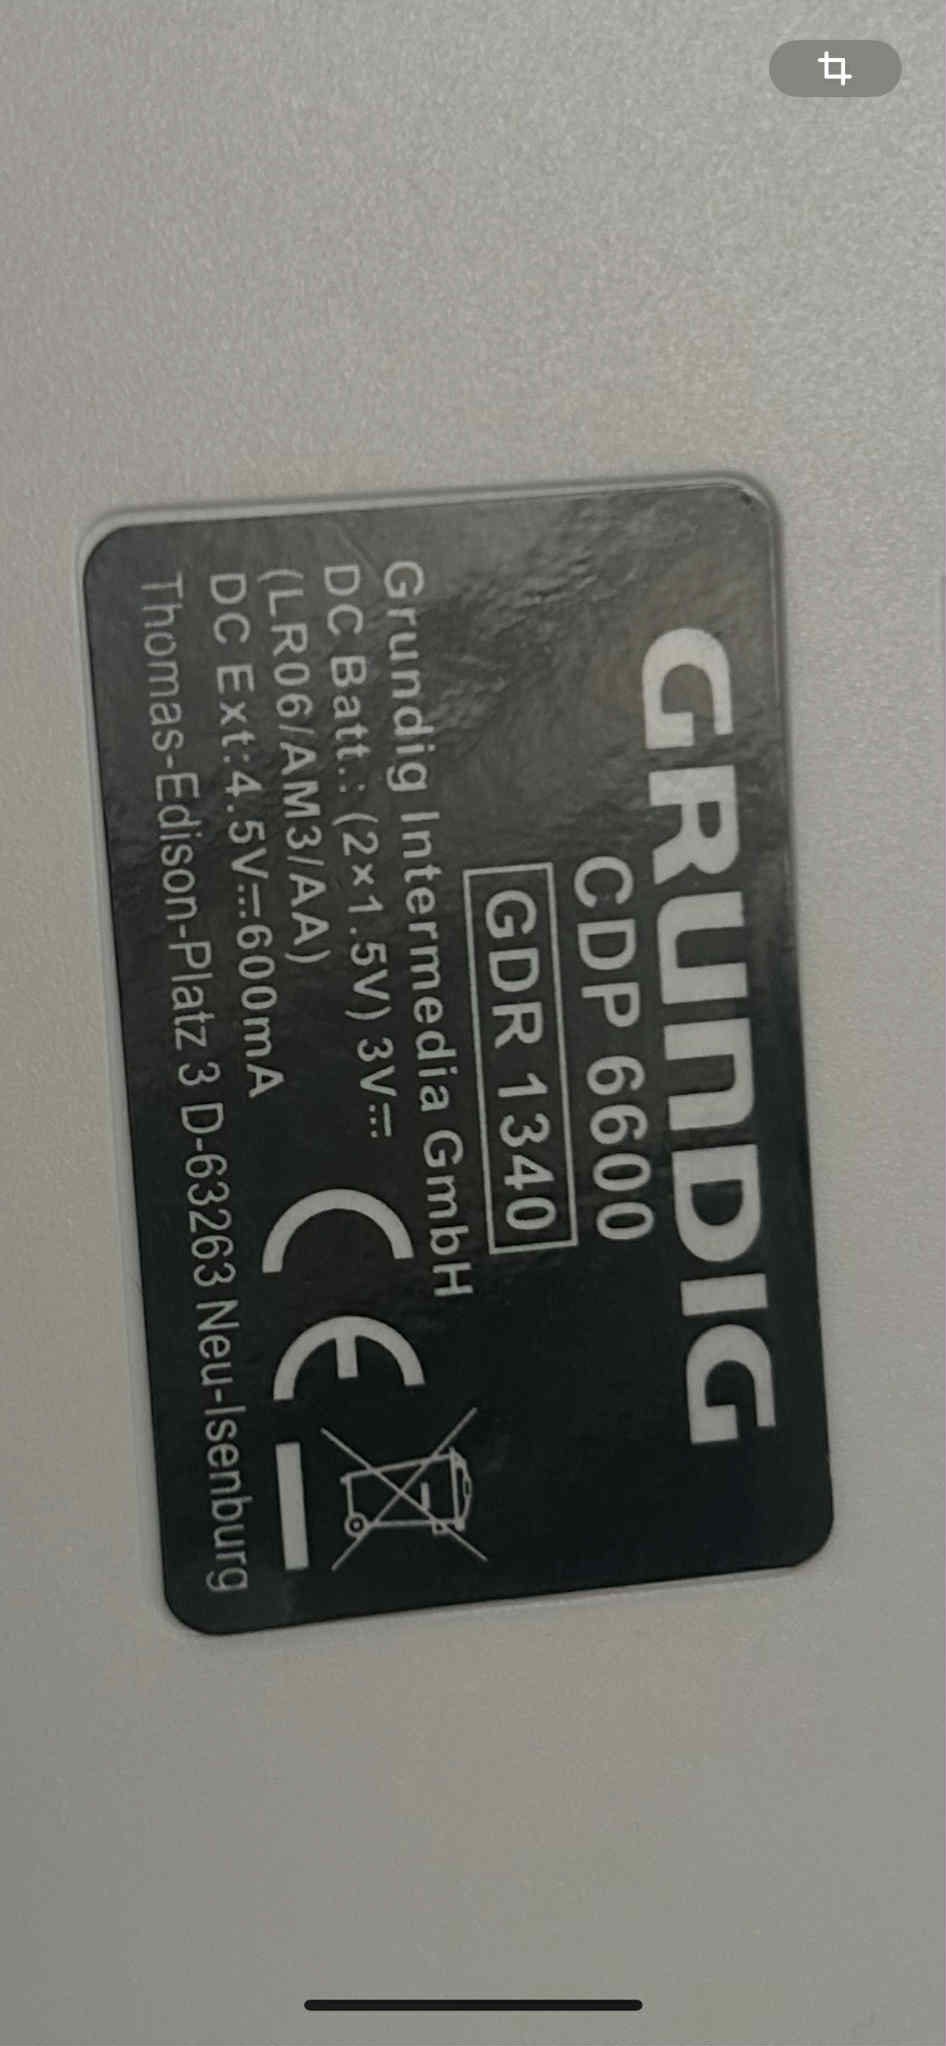 GRUNDIG
CDP 6600
GDR 1340
Grundig Intermedia GmbH
DC Batt.: (2×1.5V) 3V⎓
(LR06/AM3/AA)
DC Ext:4.5V⎓600mA
Thomas-Edison-Platz 3 D-63263 Neu-Isenburg
CE